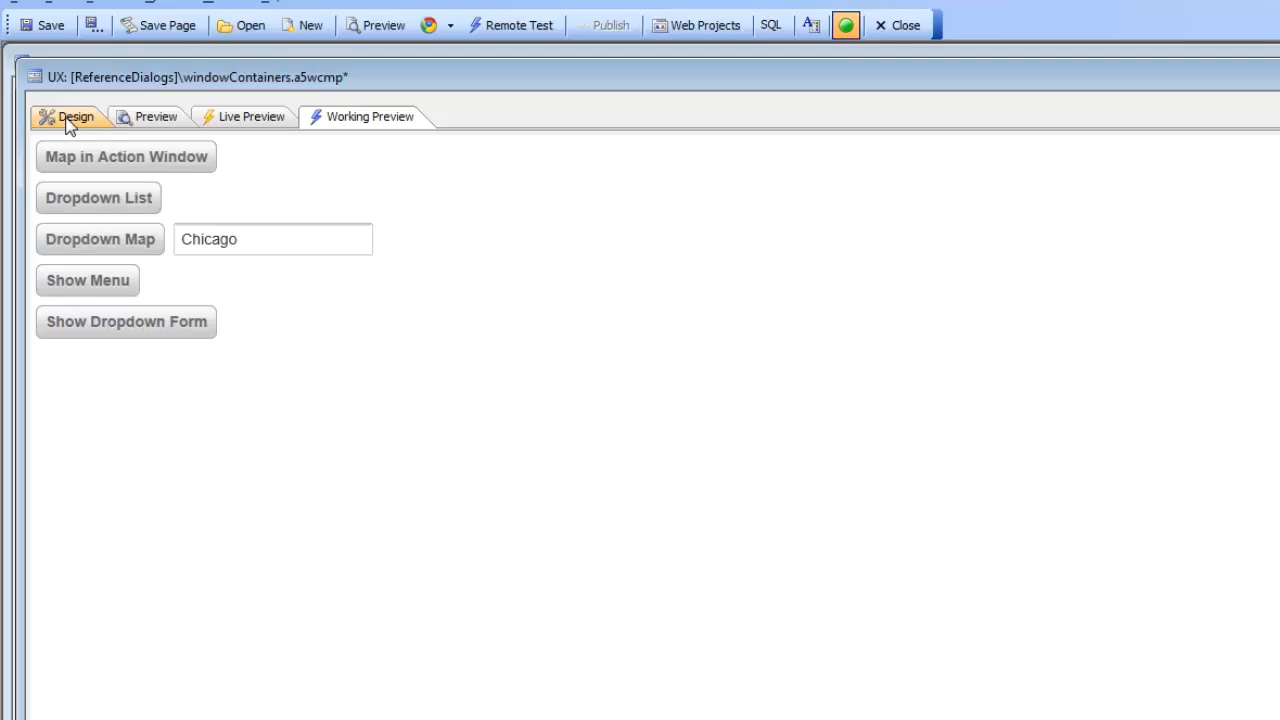 Save Save Page Open New Preview Remote Test Publish Web Projects SQL A Close
UX: [ReferenceDialogs]\windowContainers.a5wcmp*
Design Preview Live Preview Working Preview
Map in Action Window
Dropdown List
Dropdown Map Chicago
Show Menu
Show Dropdown Form